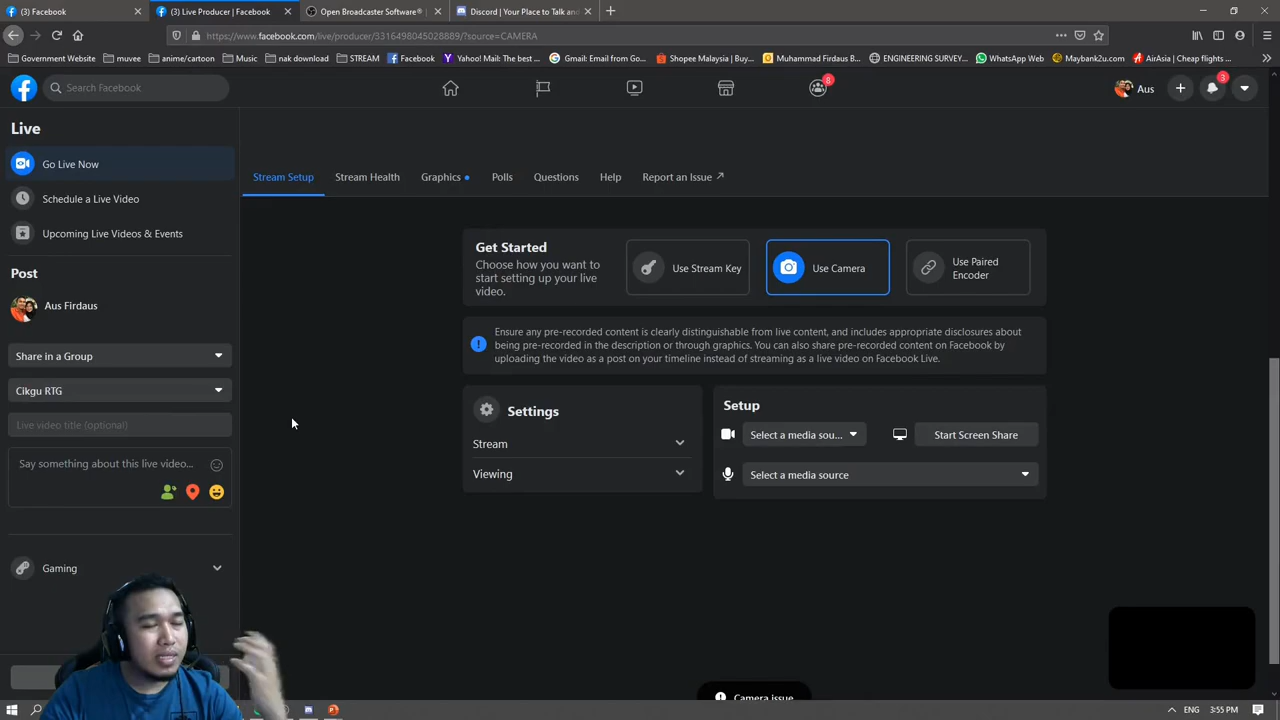 (3) Facebook
(3) Live Producer | Facebook
Open Broadcaster Software®
Discord | Your Place to Talk and
https://www.facebook.com/live/producer/3316498045028889/?source=CAMERA
Government Website
muvee
anime/cartoon
Music
nak download
STREAM
Facebook
Yahoo! Mail: The best...
Gmail: Email from Go...
Shopee Malaysia | Buy...
Muhammad Firdaus B...
ENGINEERING SURVEY...
WhatsApp Web
Maybank2u.com
AirAsia | Cheap flights...
Search Facebook
8
Aus
3
Live
Go Live Now
Schedule a Live Video
Upcoming Live Videos & Events
Post
Aus Firdaus
Share in a Group
Cikgu RTG
Live video title (optional)
Say something about this live video...
Gaming
Stream Setup
Stream Health
Graphics
Polls
Questions
Help
Report an Issue
Get Started
Choose how you want to
start setting up your live
video.
Use Stream Key
Use Camera
Use Paired
Encoder
Ensure any pre-recorded content is clearly distinguishable from live content, and includes appropriate disclosures about
being pre-recorded in the description or through graphics. You can also share pre-recorded content on Facebook by
uploading the video as a post on your timeline instead of streaming as a live video on Facebook Live.
Settings
Stream
Viewing
Setup
Select a media sou...
Start Screen Share
Select a media source
Camera issue
ENG
3:55 PM